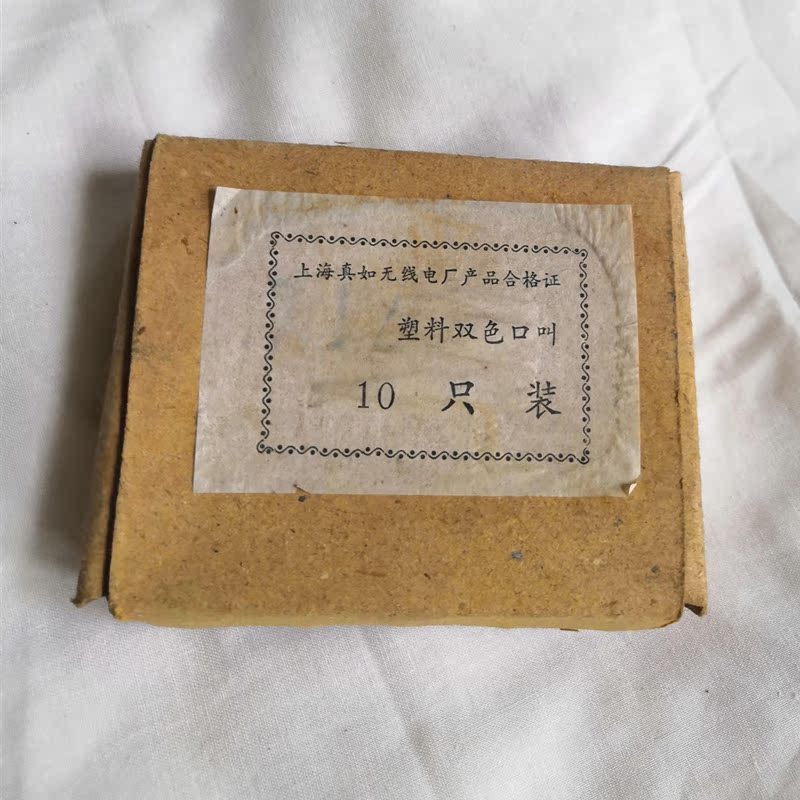 上海真如无线电厂产品合格证
塑料双色口叫
10 只 装